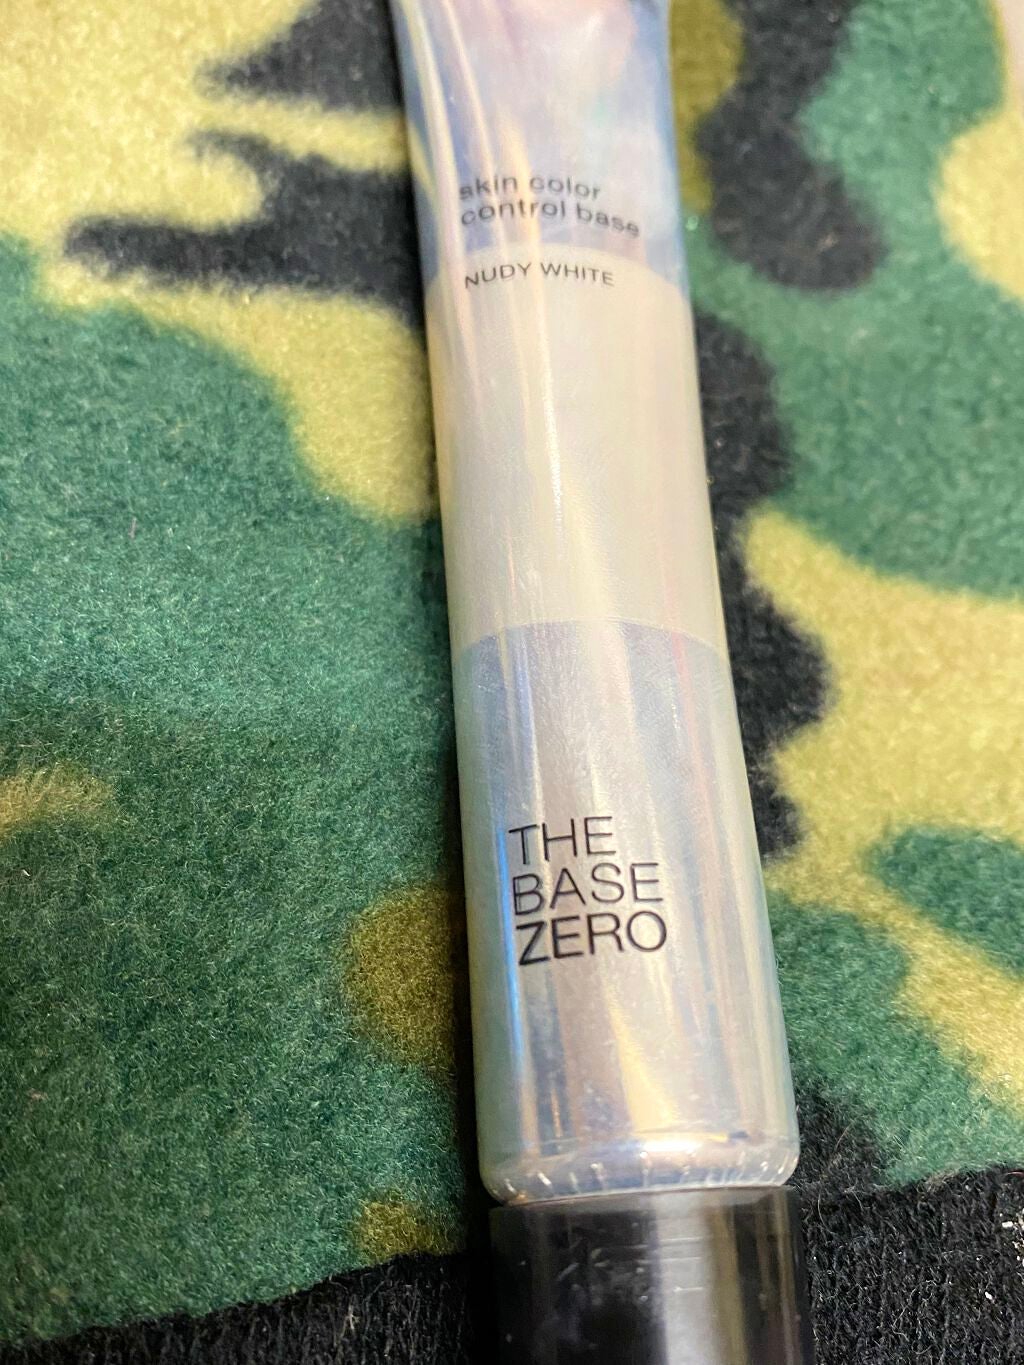 skin color
control base
NUDY WHITE
THE
BASE
ZERO